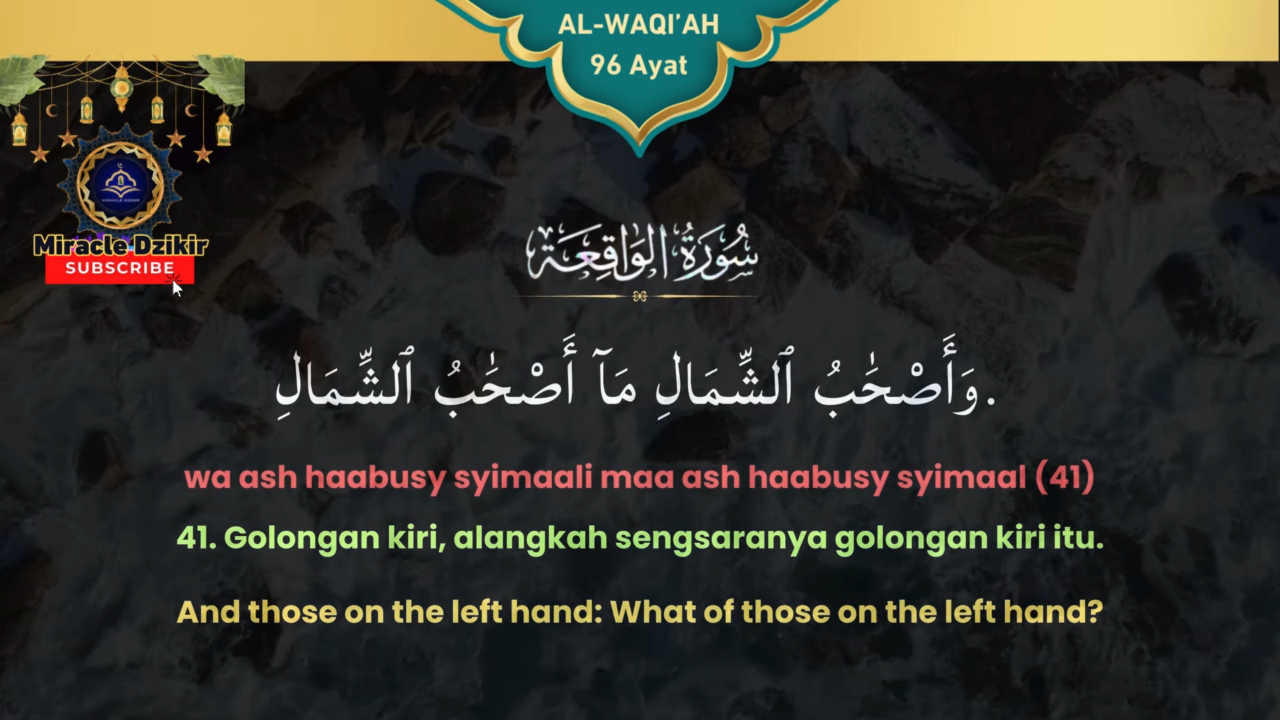 AL-WAQI'AH
96 Ayat
Miracle Dzikir
SUBSCRIBE
سُورَةُ الوَاقِعَة
وَأَصْحَٰبُ ٱلشِّمَالِ مَآ أَصْحَٰبُ ٱلشِّمَالِ.
wa ash haabusy syimaali maa ash haabusy syimaal (41)
41. Golongan kiri, alangkah sengsaranya golongan kiri itu.
And those on the left hand: What of those on the left hand?